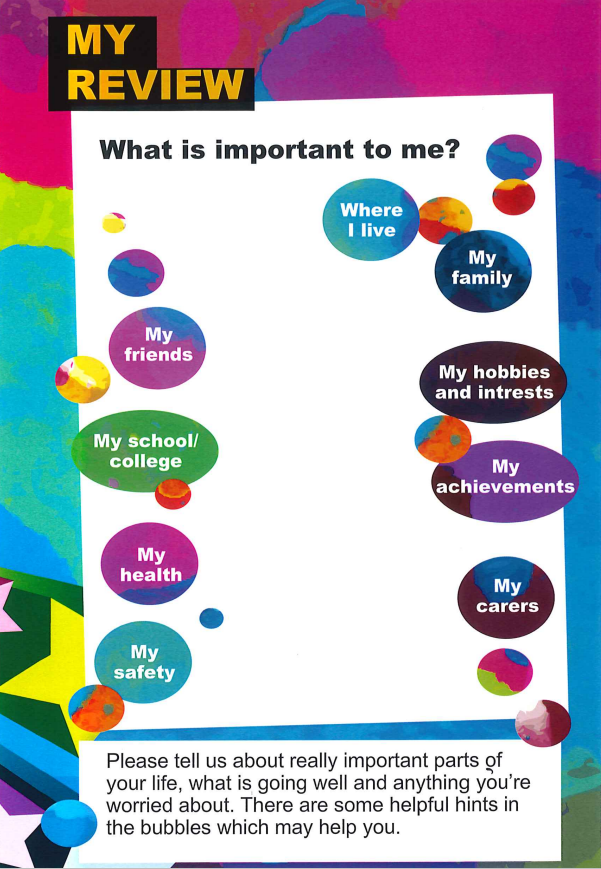 MY
REVIEW
What is important to me?
Where
I live
My
family
My
friends
My hobbies
and intrests
My school/
college
My
achievements
My
health
My
carers
My
safety
Please tell us about really important parts of
your life, what is going well and anything you're
worried about. There are some helpful hints in
the bubbles which may help you.